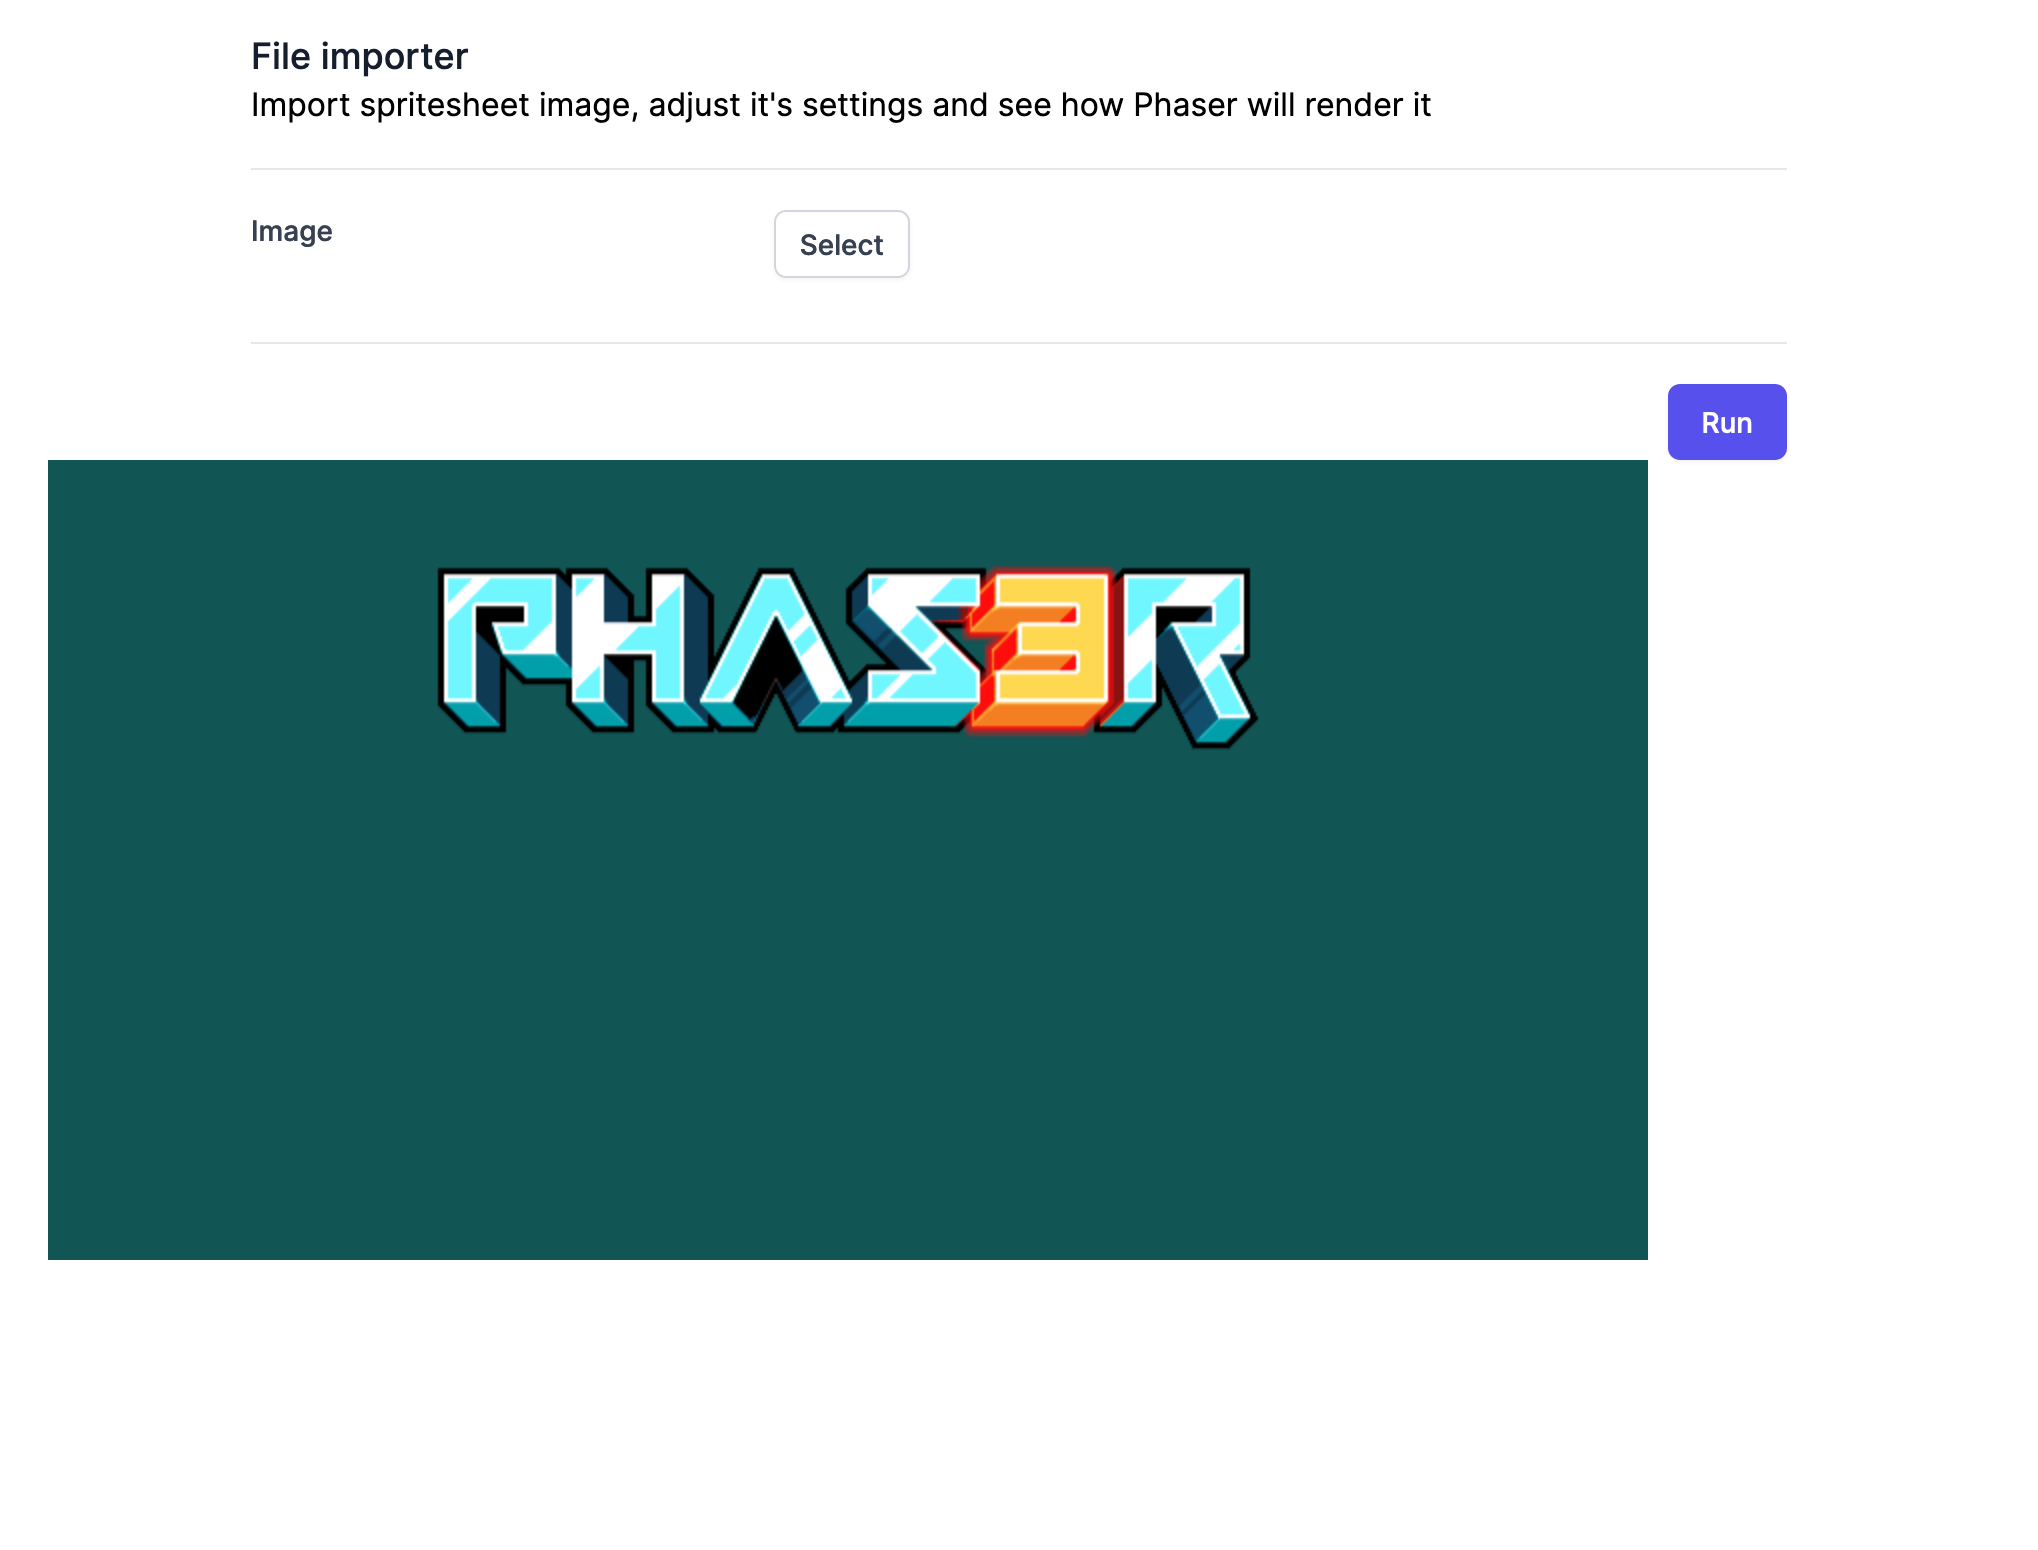 File importer
Import spritesheet image, adjust it's settings and see how Phaser will render it
Image
Select
Run
PHAS3R